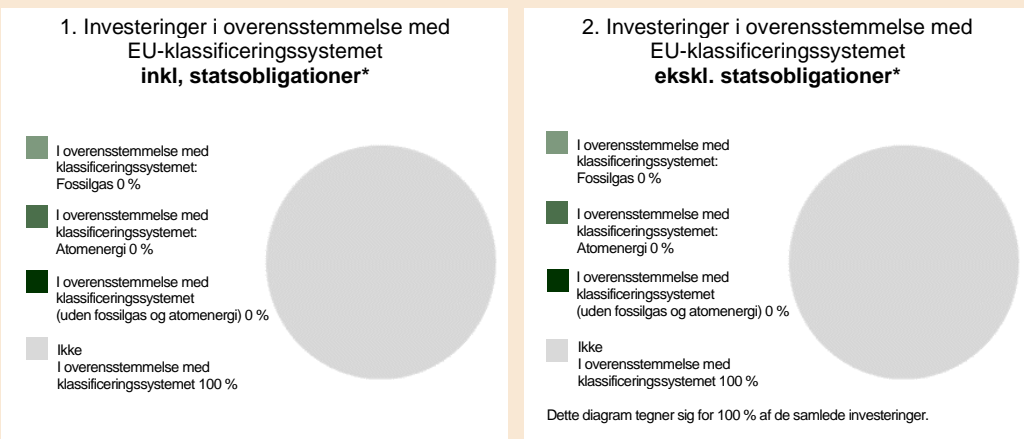 1. Investeringer i overensstemmelse med
EU-klassificeringssystemet
inkl, statsobligationer*
I overensstemmelse med
klassificeringssystemet:
Fossilgas 0 %
I overensstemmelse med
klassificeringssystemet:
Atomenergi 0 %
I overensstemmelse med
klassificeringssystemet
(uden fossilgas og atomenergi) 0 %
Ikke
I overensstemmelse med
klassificeringssystemet 100 %
2. Investeringer i overensstemmelse med
EU-klassificeringssystemet
ekskl. statsobligationer*
I overensstemmelse med
klassificeringssystemet:
Fossilgas 0 %
I overensstemmelse med
klassificeringssystemet:
Atomenergi 0 %
I overensstemmelse med
klassificeringssystemet
(uden fossilgas og atomenergi) 0 %
Ikke
I overensstemmelse med
klassificeringssystemet 100 %
Dette diagram tegner sig for 100 % af de samlede investeringer.